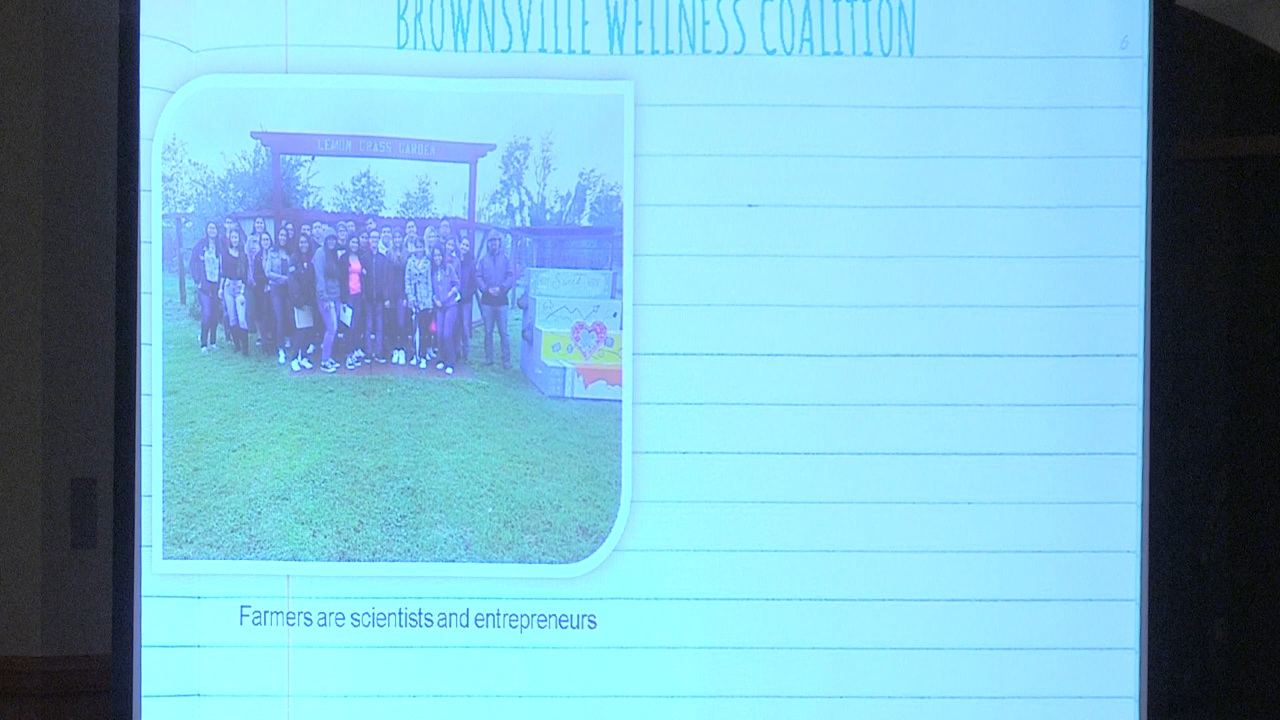 BROWNSVILLE WELLNESS COALITION
6
LEMON GRASS GARDEN
Farmers are scientists and entrepreneurs